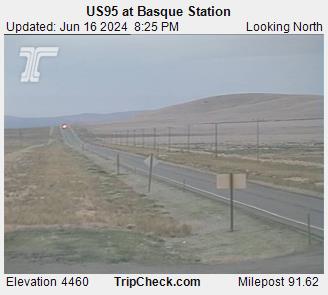 US95 at Basque Station
Updated: Jun 16 2024 8:25 PM Looking North
Elevation 4460 TripCheck.com Milepost 91.62